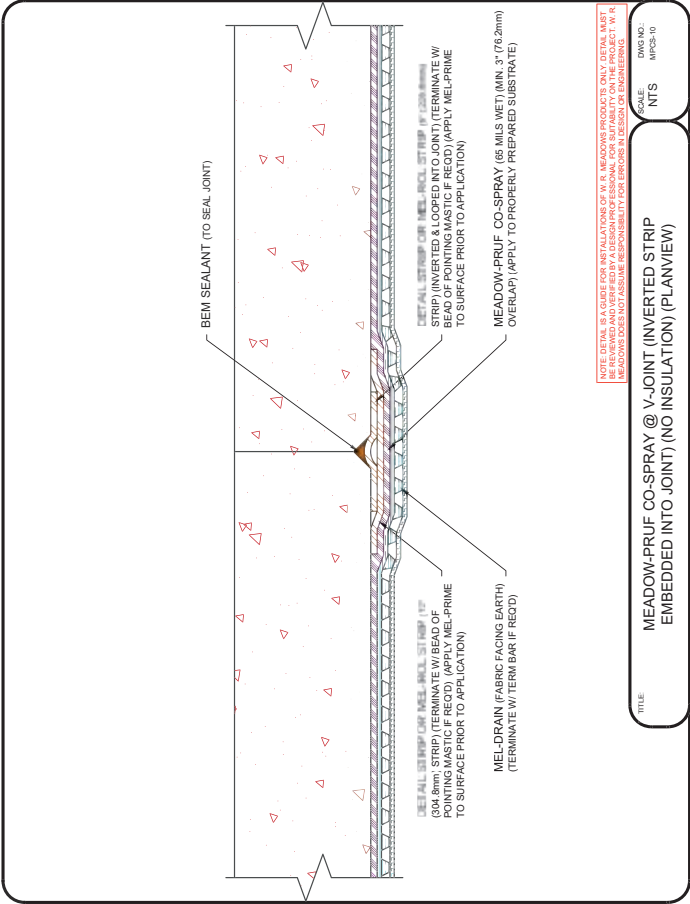 BEM SEALANT (TO SEAL JOINT)
(304.8mm) STRIP) (TERMINATE W/ BEAD OF
POINTING MASTIC IF REQ'D) (APPLY MEL-PRIME
TO SURFACE PRIOR TO APPLICATION)
STRIP) (INVERTED & LOOPED INTO JOINT) (TERMINATE W/
BEAD OF POINTING MASTIC IF REQ'D) (APPLY MEL-PRIME
TO SURFACE PRIOR TO APPLICATION)
MEL-DRAIN (FABRIC FACING EARTH)
(TERMINATE W/ TERM BAR IF REQ'D)
MEADOW-PRUF CO-SPRAY (65 MILS WET) (MIN. 3" (76.2mm)
OVERLAP) (APPLY TO PROPERLY PREPARED SUBSTRATE)
NOTE: DETAIL IS A GUIDE FOR INSTALLATIONS OF W. R. MEADOWS PRODUCTS ONLY. DETAIL MUST
BE REVIEWED AND VERIFIED BY A DESIGN PROFESSIONAL FOR SUITABILITY ON THE PROJECT. W. R.
MEADOWS DOES NOT ASSUME RESPONSIBILITY FOR ERRORS IN DESIGN OR ENGINEERING.
TITLE:
MEADOW-PRUF CO-SPRAY @ V-JOINT (INVERTED STRIP
EMBEDDED INTO JOINT) (NO INSULATION) (PLANVIEW)
SCALE:
NTS
DWG NO.:
MPCS-10